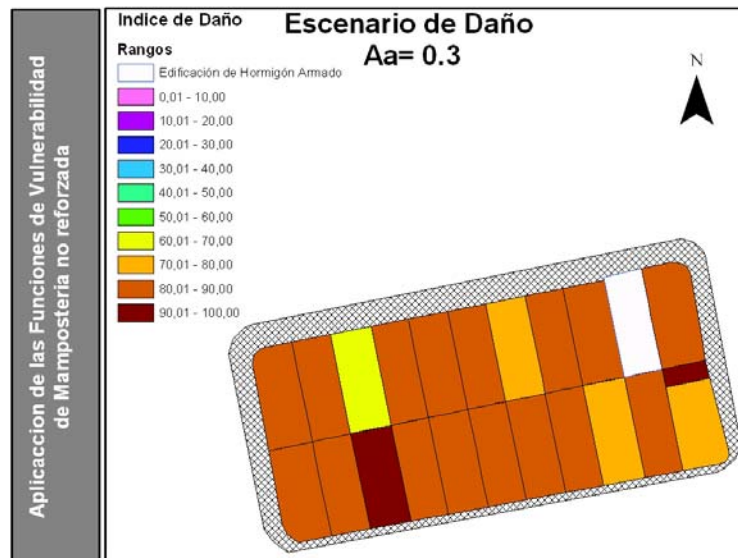 Aplicaccion de las Funciones de Vulnerabilidad
de Mamposteria no reforzada
Indice de Daño
Escenario de Daño
Aa= 0.3
Rangos
Edificación de Hormigón Armado
0,01 - 10,00
10,01 - 20,00
20,01 - 30,00
30,01 - 40,00
40,01 - 50,00
50,01 - 60,00
60,01 - 70,00
70,01 - 80,00
80,01 - 90,00
90,01 - 100,00
N